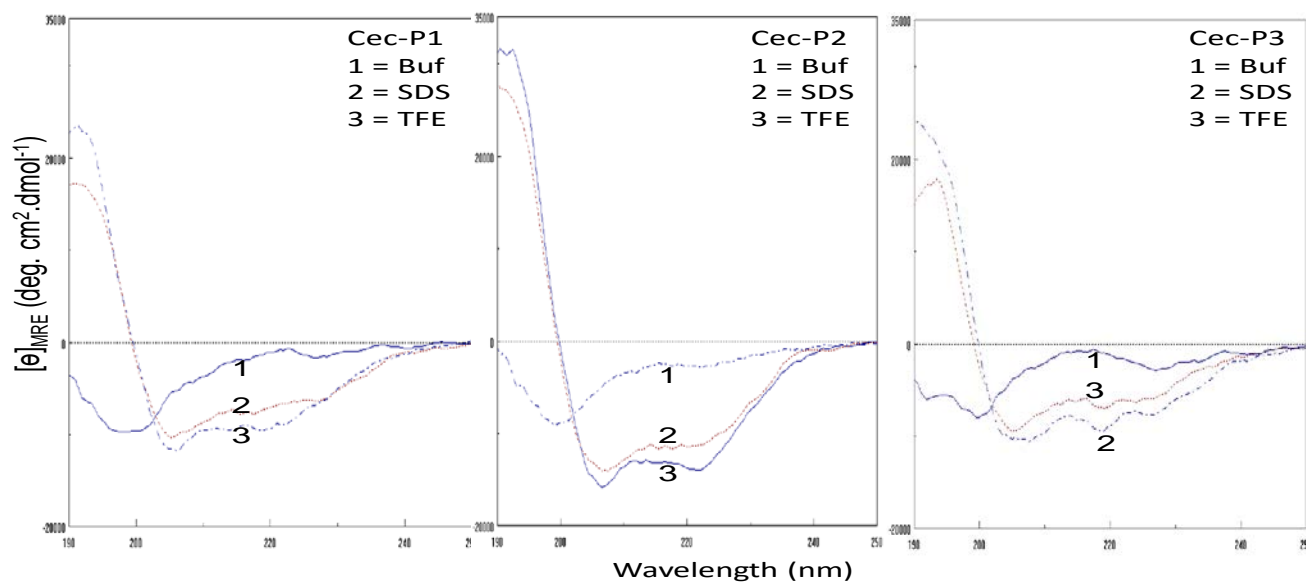 35000
Cec-P1
1 = Buf
2 = SDS
3 = TFE
20000
0
-20000
1
2
3
190
200
220
240
25
35000
Cec-P2
1 = Buf
2 = SDS
3 = TFE
20000
0
-20000
1
2
3
190
200
220
240
250
35000
Cec-P3
1 = Buf
2 = SDS
3 = TFE
20000
0
-20000
1
3
2
190
200
220
240
250
[θ]MRE (deg. cm².dmol⁻¹)
Wavelength (nm)